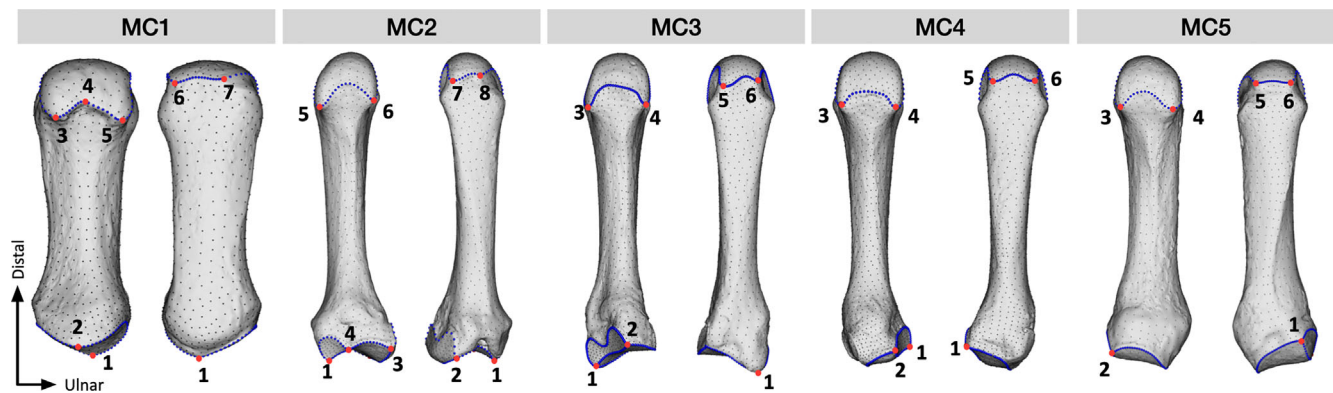 MC1 MC2 MC3 MC4 MC5
4 3 5 6 7 5 6 7 8 3 4 5 6 3 4 5 6 3 4 5 6
Distal
2 1 1 4 1 3 2 1 2 1 1 1 2 1 2 1
Ulnar